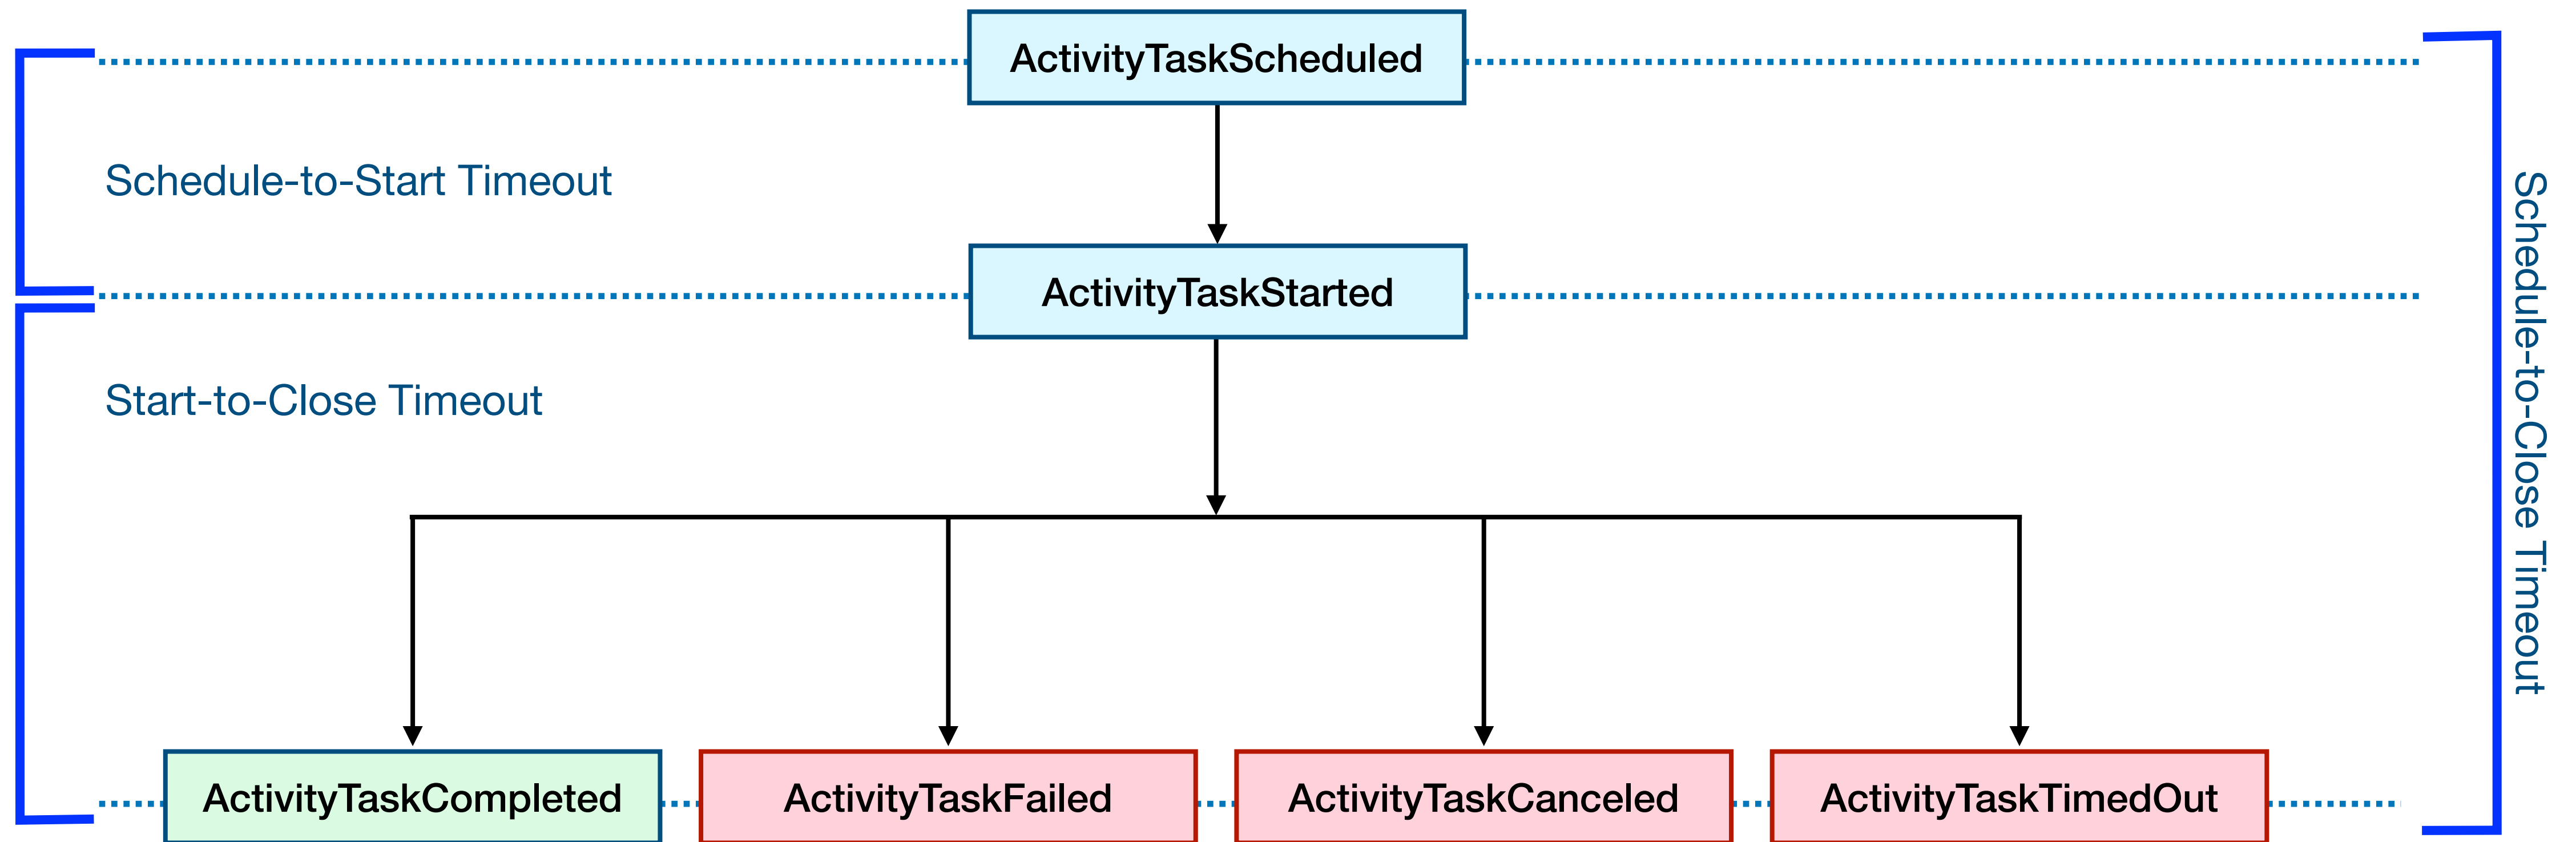 ActivityTaskScheduled
Schedule-to-Start Timeout
ActivityTaskStarted
Start-to-Close Timeout
Schedule-to-Close Timeout
ActivityTaskCompleted
ActivityTaskFailed
ActivityTaskCanceled
ActivityTaskTimedOut